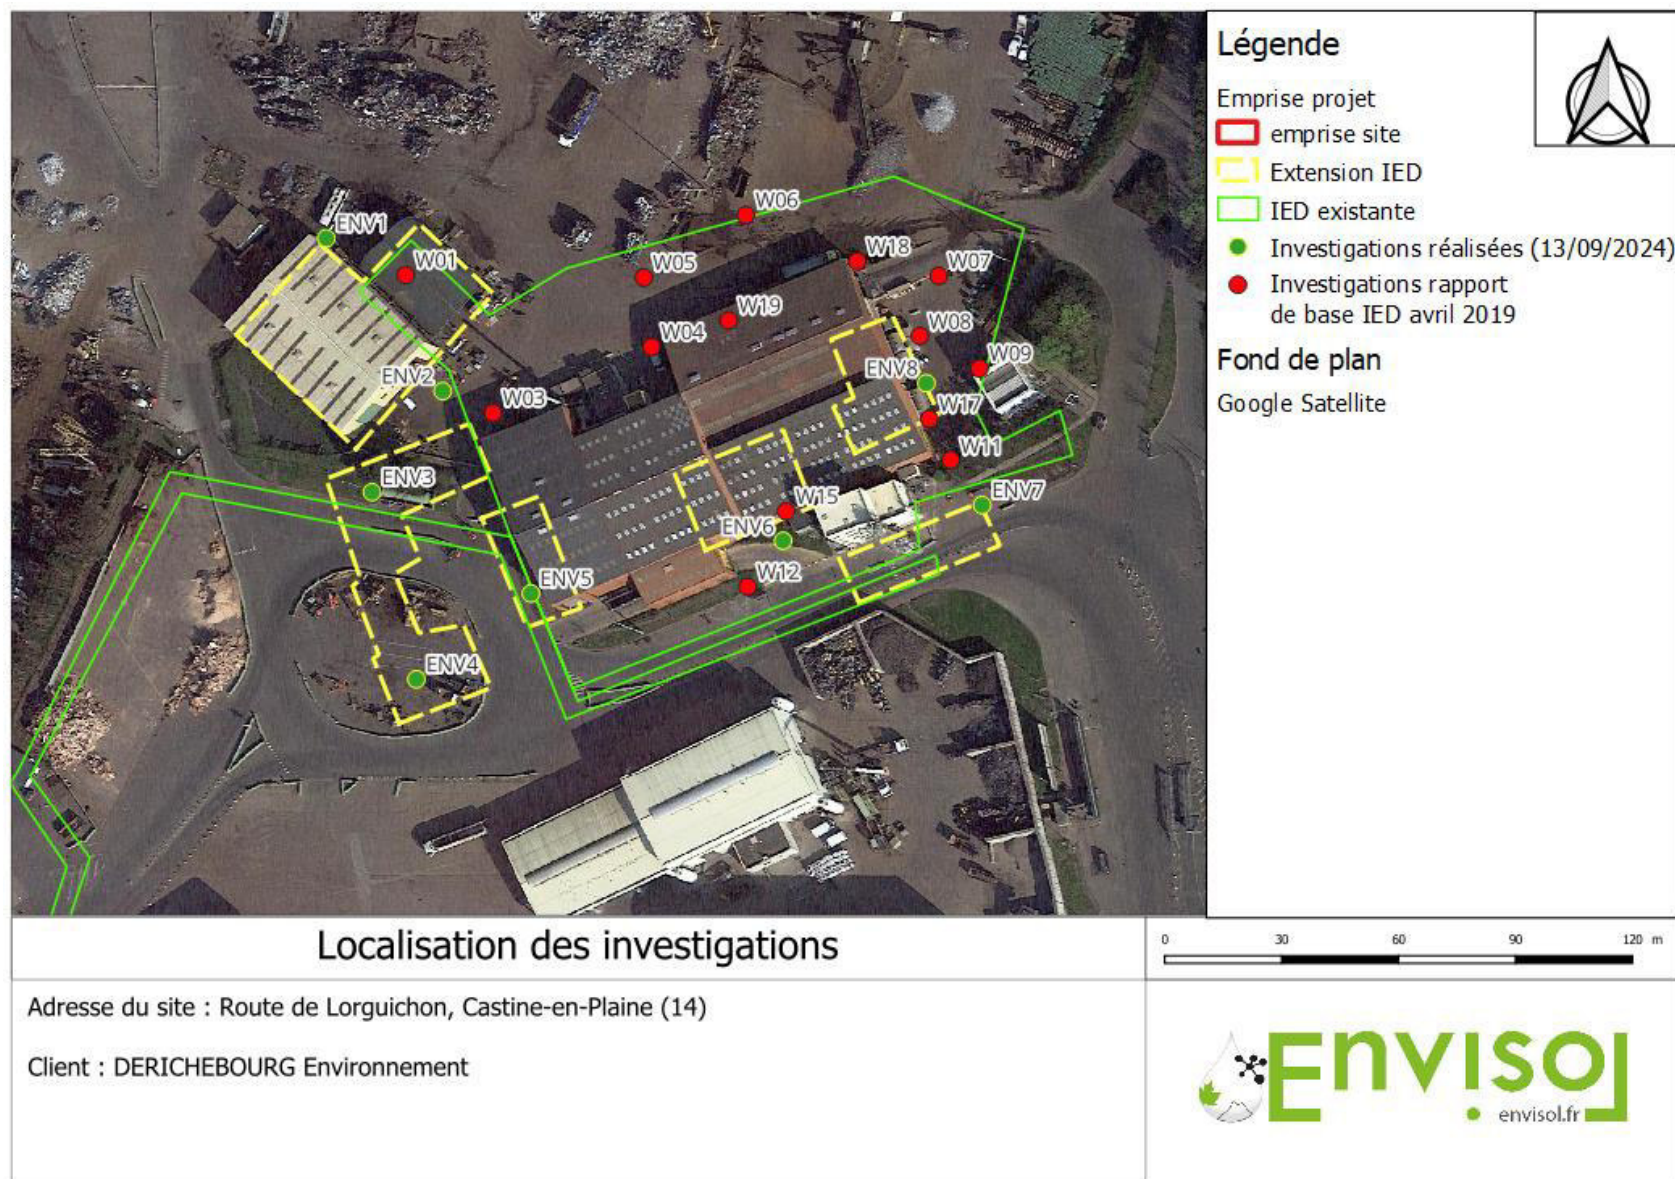 Légende
Emprise projet
emprise site
Extension IED
IED existante
Investigations réalisées (13/09/2024)
Investigations rapport
de base IED avril 2019
Fond de plan
Google Satellite
W06
ENV1
W01
W05
W18
W07
W19
W04
W08
ENV2
W03
ENV8
W09
W17
W11
ENV3
W15
ENV7
ENV6
ENV5
W12
ENV4
Localisation des investigations
0 30 60 90 120 m
Adresse du site : Route de Lorguichon, Castine-en-Plaine (14)
Client : DERICHEBOURG Environnement
Envisol
envisol.fr